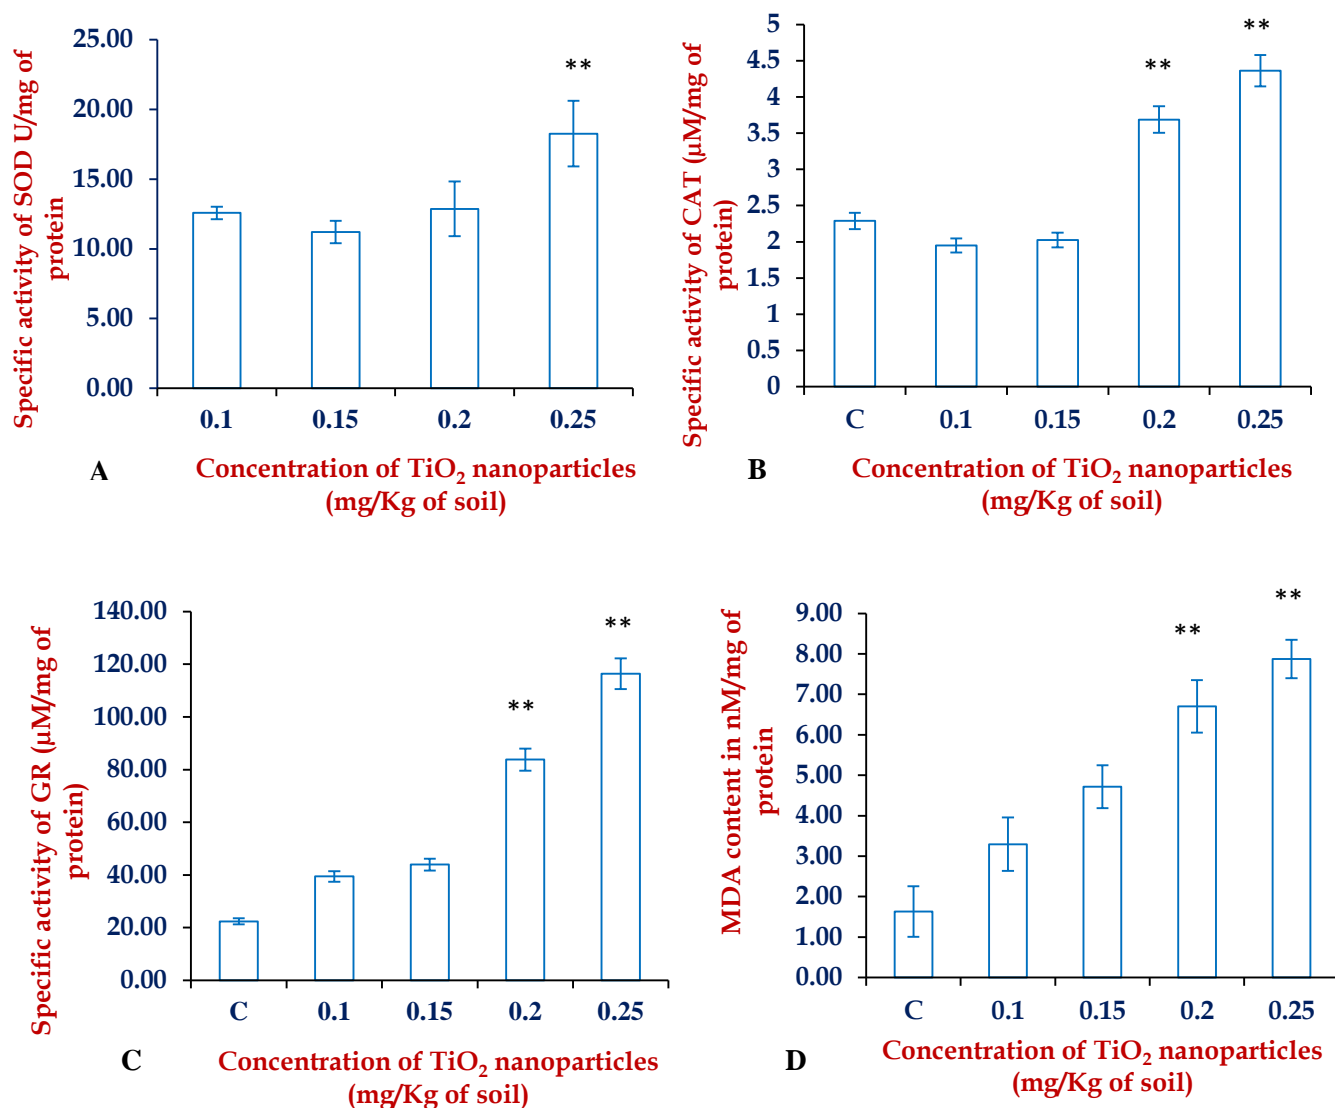 Specific activity of SOD U/mg of
protein
25.00
20.00
15.00
10.00
5.00
0.00
**
0.1 0.15 0.2 0.25
A
Concentration of TiO₂ nanoparticles
(mg/Kg of soil)
Specific activity of CAT (µM/mg of
protein)
5
4.5
4
3.5
3
2.5
2
1.5
1
0.5
0
** **
C 0.1 0.15 0.2 0.25
B
Concentration of TiO₂ nanoparticles
(mg/Kg of soil)
Specific activity of GR (µM/mg of
protein)
140.00
120.00
100.00
80.00
60.00
40.00
20.00
0.00
** **
C 0.1 0.15 0.2 0.25
C
Concentration of TiO₂ nanoparticles
(mg/Kg of soil)
MDA content in nM/mg of
protein
9.00
8.00
7.00
6.00
5.00
4.00
3.00
2.00
1.00
0.00
** **
C 0.1 0.15 0.2 0.25
D
Concentration of TiO₂ nanoparticles
(mg/Kg of soil)